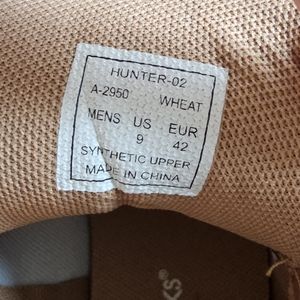 HUNTER-02
A-2950 WHEAT
MENS US EUR
9 42
SYNTHETIC UPPER
MADE IN CHINA